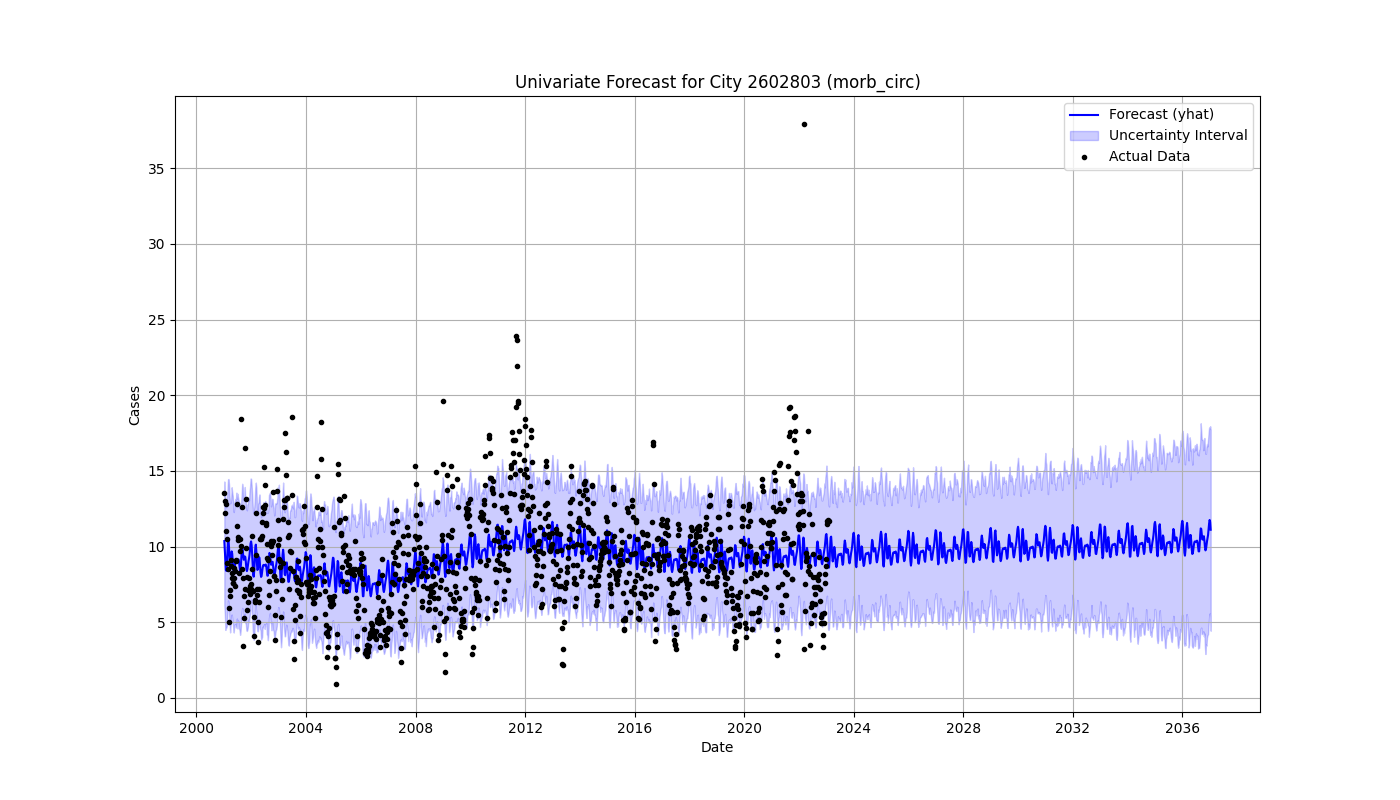 Univariate Forecast for City 2602803 (morb_circ)
Forecast (yhat)
Uncertainty Interval
Actual Data
Cases
35
30
25
20
15
10
5
0
2000 2004 2008 2012 2016 2020 2024 2028 2032 2036
Date